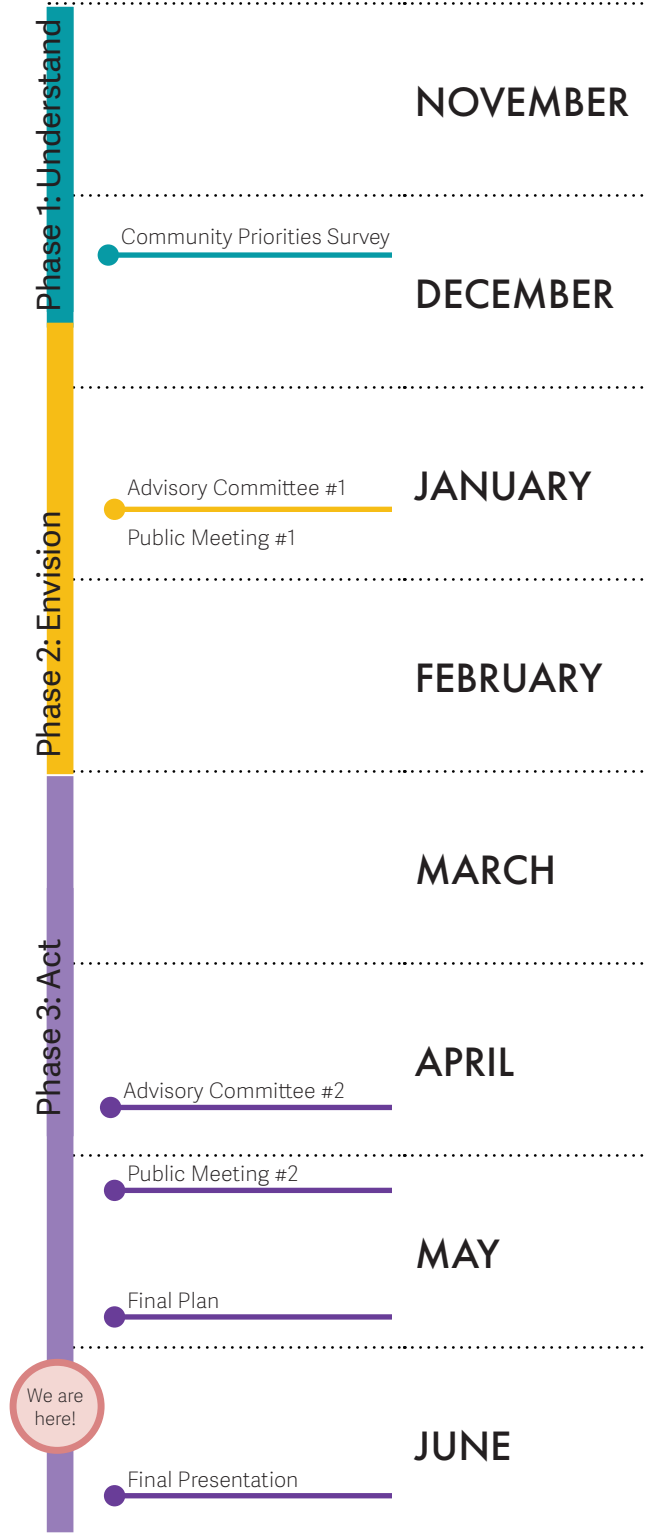 Phase 1: Understand
NOVEMBER
Community Priorities Survey
DECEMBER
Phase 2: Envision
Advisory Committee #1
JANUARY
Public Meeting #1
FEBRUARY
Phase 3: Act
MARCH
APRIL
Advisory Committee #2
Public Meeting #2
MAY
Final Plan
We are
here!
JUNE
Final Presentation